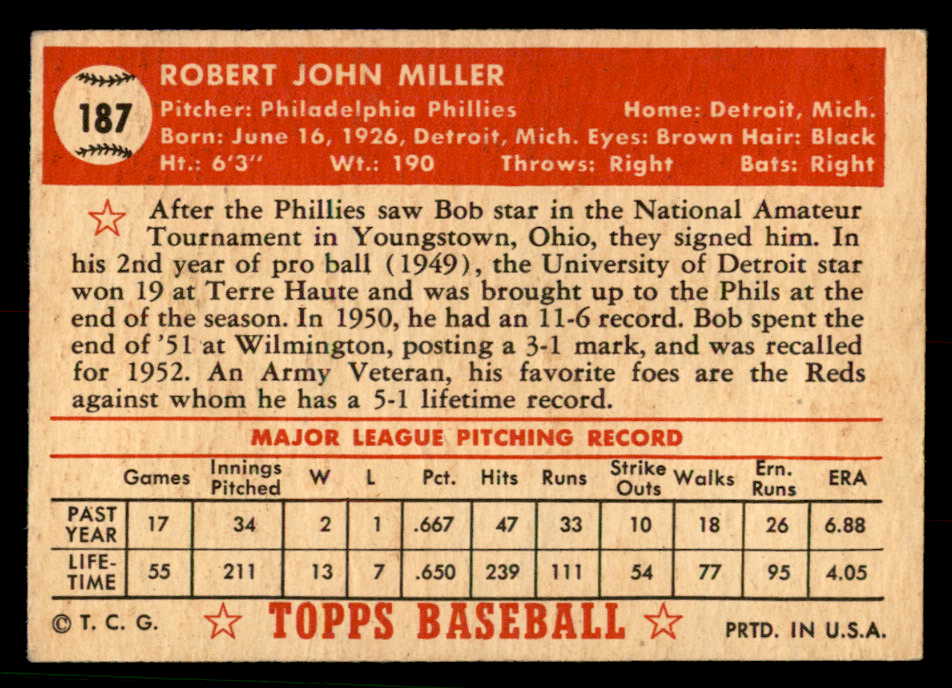 187
ROBERT JOHN MILLER
Pitcher: Philadelphia Phillies Home: Detroit, Mich.
Born: June 16, 1926, Detroit, Mich. Eyes: Brown Hair: Black
Ht.: 6'3" Wt.: 190 Throws: Right Bats: Right
After the Phillies saw Bob star in the National Amateur
Tournament in Youngstown, Ohio, they signed him. In
his 2nd year of pro ball (1949), the University of Detroit star
won 19 at Terre Haute and was brought up to the Phils at the
end of the season. In 1950, he had an 11-6 record. Bob spent the
end of '51 at Wilmington, posting a 3-1 mark, and was recalled
for 1952. An Army Veteran, his favorite foes are the Reds
against whom he has a 5-1 lifetime record.
MAJOR LEAGUE PITCHING RECORD
Games Innings Pitched W L Pct. Hits Runs Strike Outs Walks Ern. Runs ERA
PAST YEAR 17 34 2 1 .667 47 33 10 18 26 6.88
LIFE-TIME 55 211 13 7 .650 239 111 54 77 95 4.05
© T. C. G. TOPPS BASEBALL PRTD. IN U.S.A.